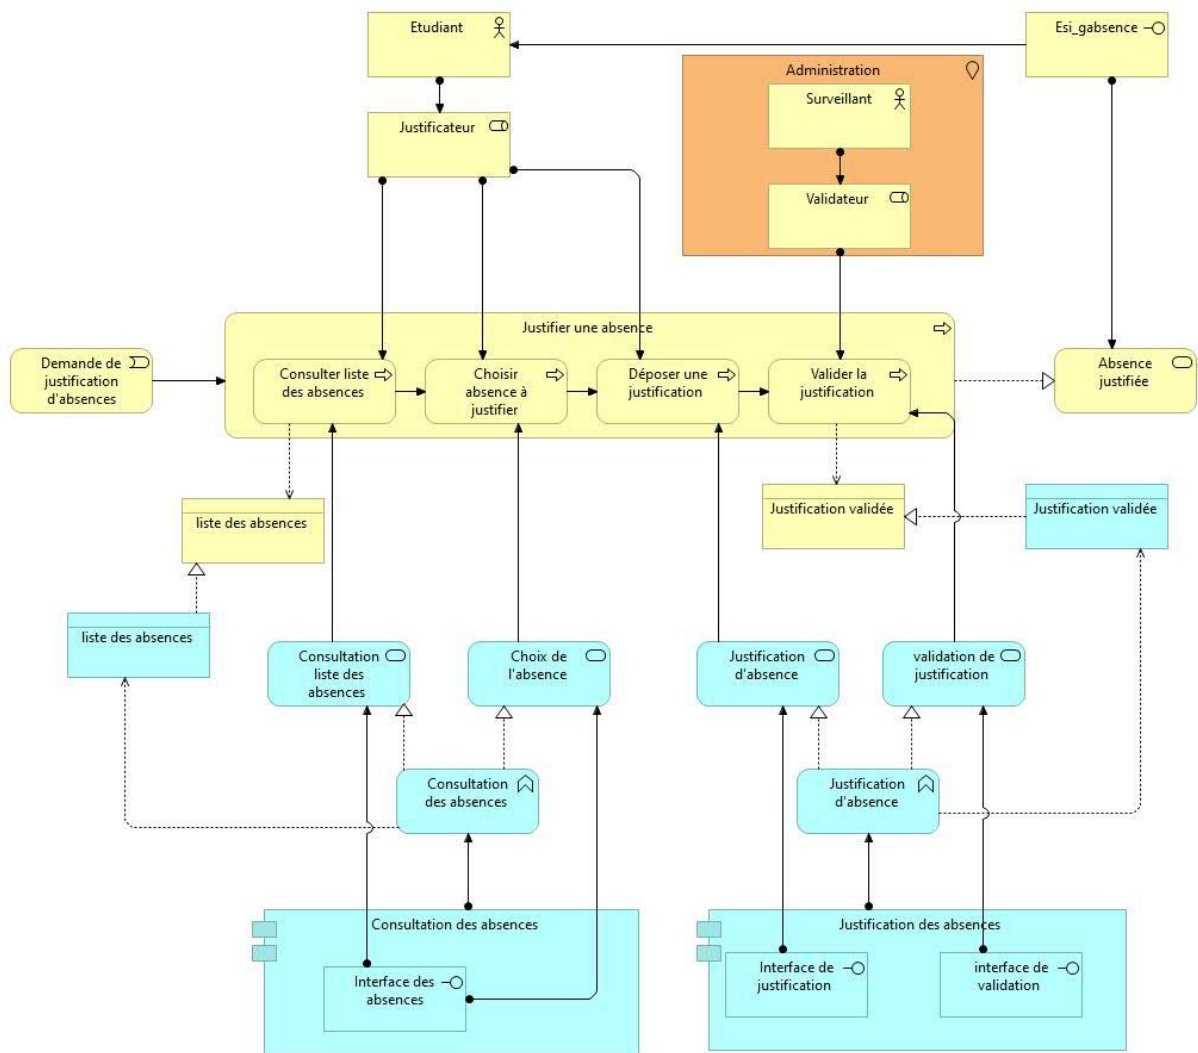 Etudiant
Esi_gabsence
Administration
Surveillant
Justificateur
Validateur
Justifier une absence
Demande de
justification
d'absences
Consulter liste
des absences
Choisir
absence à
justifier
Déposer une
justification
Valider la
justification
Absence
justifiée
liste des absences
Justification validée
Justification validée
liste des absences
Consultation
liste des
absences
Choix de
l'absence
Justification
d'absence
validation de
justification
Consultation
des absences
Justification
d'absence
Consultation des absences
Interface des
absences
Justification des absences
Interface de
justification
interface de
validation